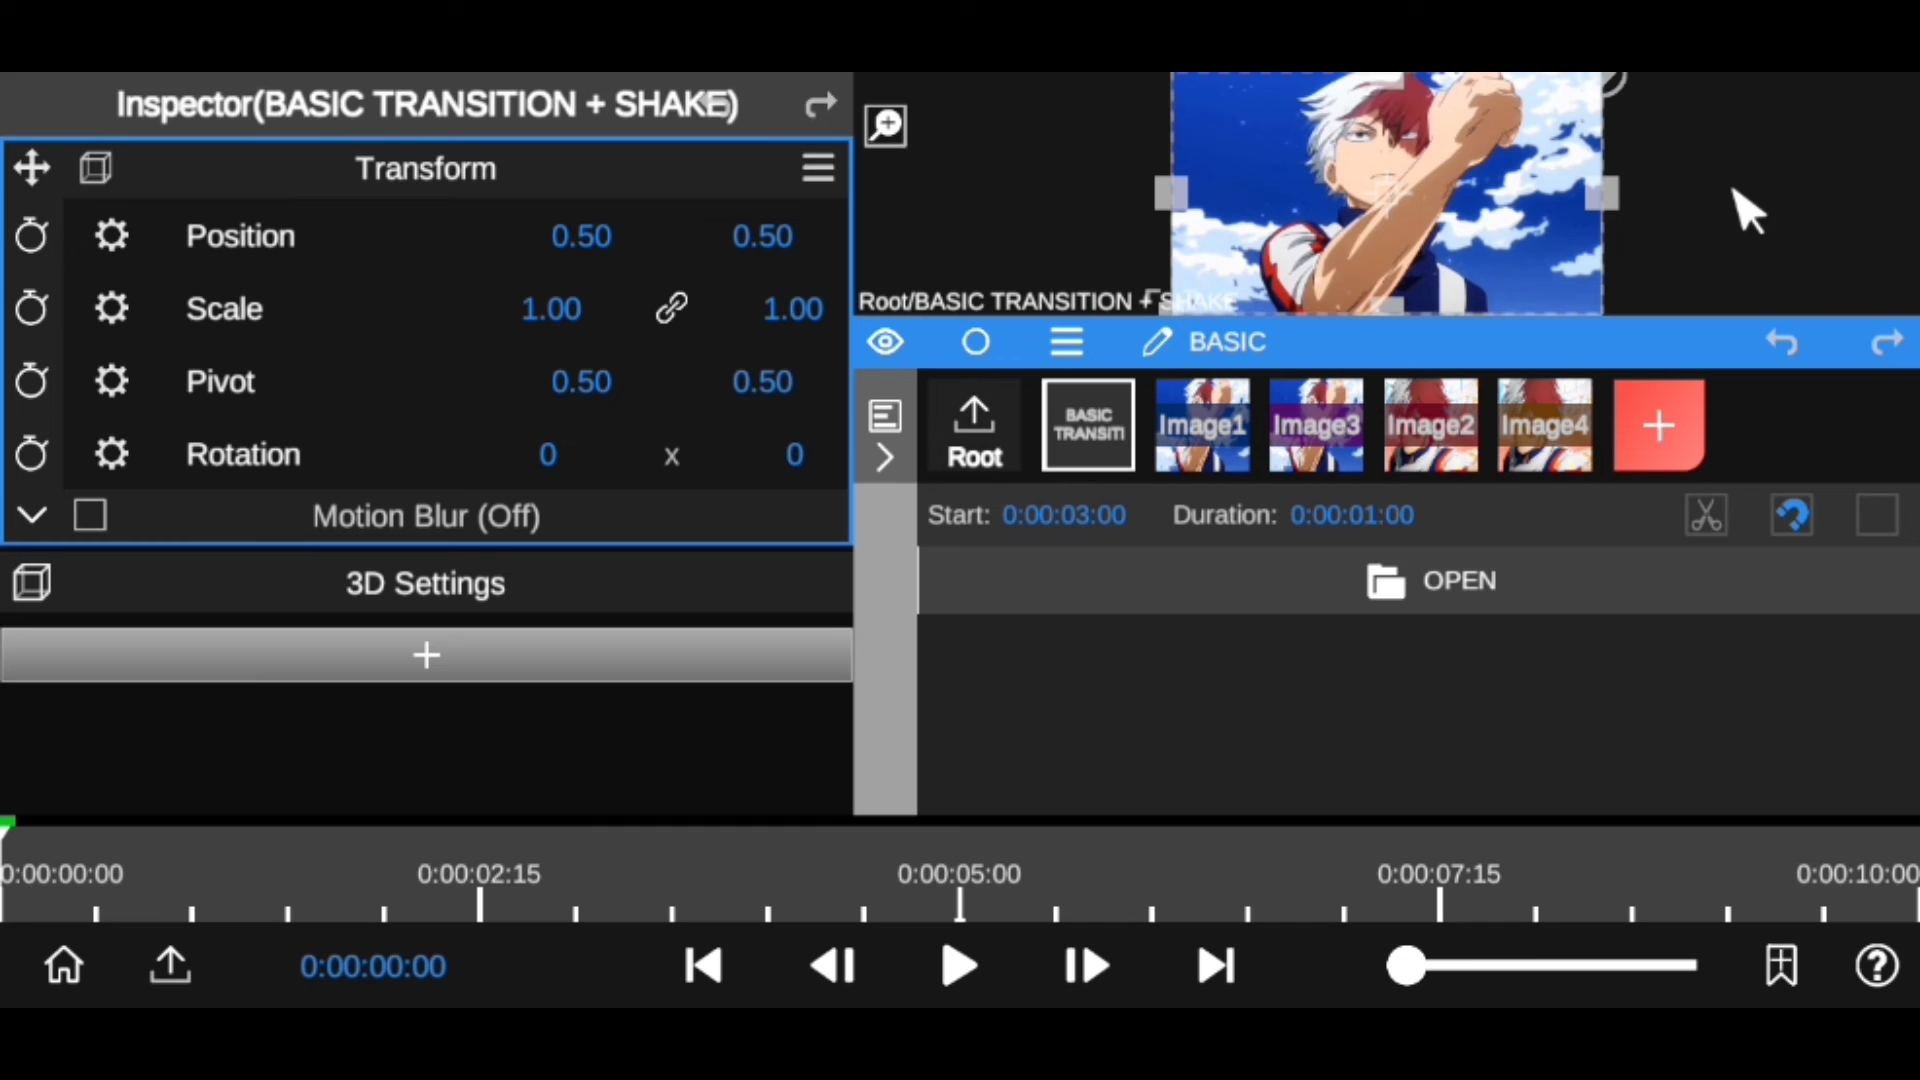 Inspector(BASIC TRANSITION + SHAKE)
Transform
Position 0.50 0.50
Scale 1.00 1.00
Pivot 0.50 0.50
Rotation 0 x 0
Motion Blur (Off)
3D Settings
+
Root/BASIC TRANSITION + SHAKE
BASIC
Root
BASIC
TRANSITI
Image1
Image3
Image2
Image4
+
Start: 0:00:03:00 Duration: 0:00:01:00
OPEN
0:00:00:00 0:00:02:15 0:00:05:00 0:00:07:15 0:00:10:00
0:00:00:00